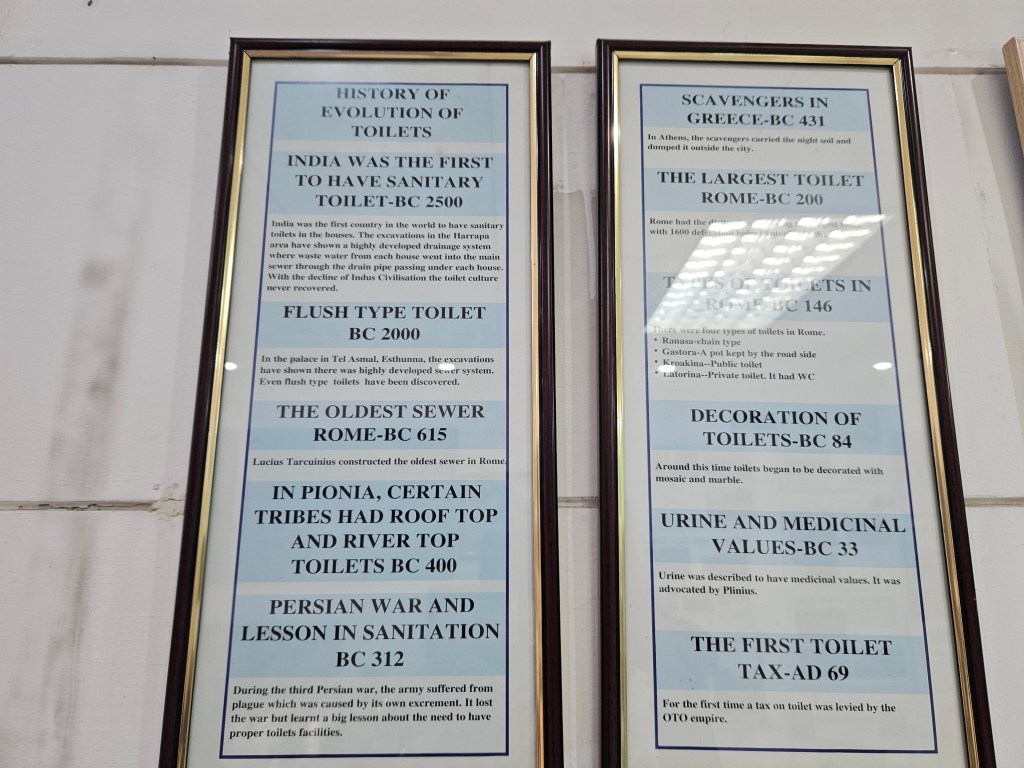 HISTORY OF
EVOLUTION OF
TOILETS
INDIA WAS THE FIRST
TO HAVE SANITARY
TOILET-BC 2500
India was the first country in the world to have sanitary
toilets in the houses. The excavations in the Harrapa
area have shown a highly developed drainage system
where waste water from each house went into the main
sewer through the drain pipe passing under each house.
With the decline of Indus Civilisation the toilet culture
never recovered.
FLUSH TYPE TOILET
BC 2000
In the palace in Tel Asmal, Esthunna, the excavations
have shown there was highly developed sewer system.
Even flush type toilets have been discovered.
THE OLDEST SEWER
ROME-BC 615
Lucius Tarcuinius constructed the oldest sewer in Rome.
IN PIONIA, CERTAIN
TRIBES HAD ROOF TOP
AND RIVER TOP
TOILETS BC 400
PERSIAN WAR AND
LESSON IN SANITATION
BC 312
During the third Persian war, the army suffered from
plague which was caused by its own excrement. It lost
the war but learnt a big lesson about the need to have
proper toilets facilities.
SCAVENGERS IN
GREECE-BC 431
In Athens, the scavengers carried the night soil and
dumped it outside the city.
THE LARGEST TOILET
ROME-BC 200
Rome had the
with 1600
TYPES OF TOILETS IN
ROME-BC 146
There were four types of toilets in Rome.
• Ranasa-chain type
• Gastora-A pot kept by the road side
• Kroakina--Public toilet
• Latorina--Private toilet. It had WC
DECORATION OF
TOILETS-BC 84
Around this time toilets began to be decorated with
mosaic and marble.
URINE AND MEDICINAL
VALUES-BC 33
Urine was described to have medicinal values. It was
advocated by Plinius.
THE FIRST TOILET
TAX-AD 69
For the first time a tax on toilet was levied by the
OTO empire.